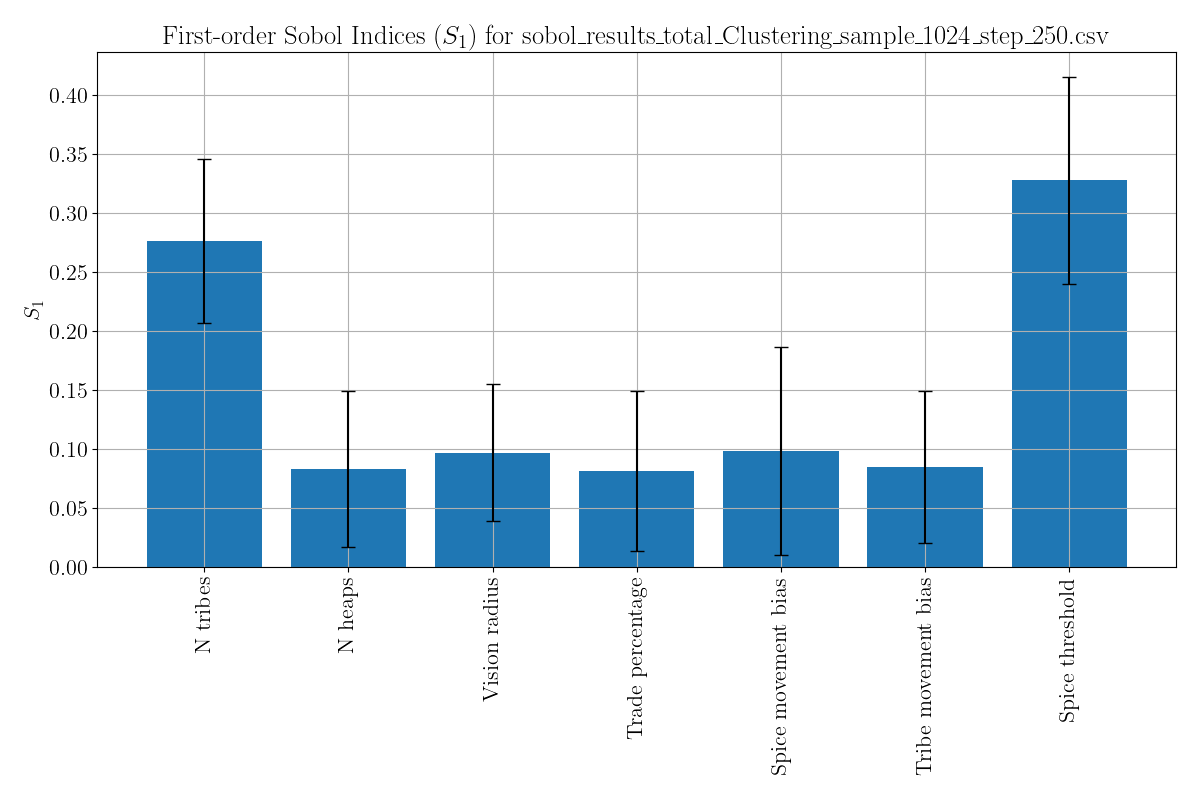 First-order Sobol Indices (S₁) for sobol_results_total_Clustering_sample_1024_step_250.csv
0.40
0.35
0.30
0.25
0.20
0.15
0.10
0.05
0.00
S₁
N tribes
N heaps
Vision radius
Trade percentage
Spice movement bias
Tribe movement bias
Spice threshold